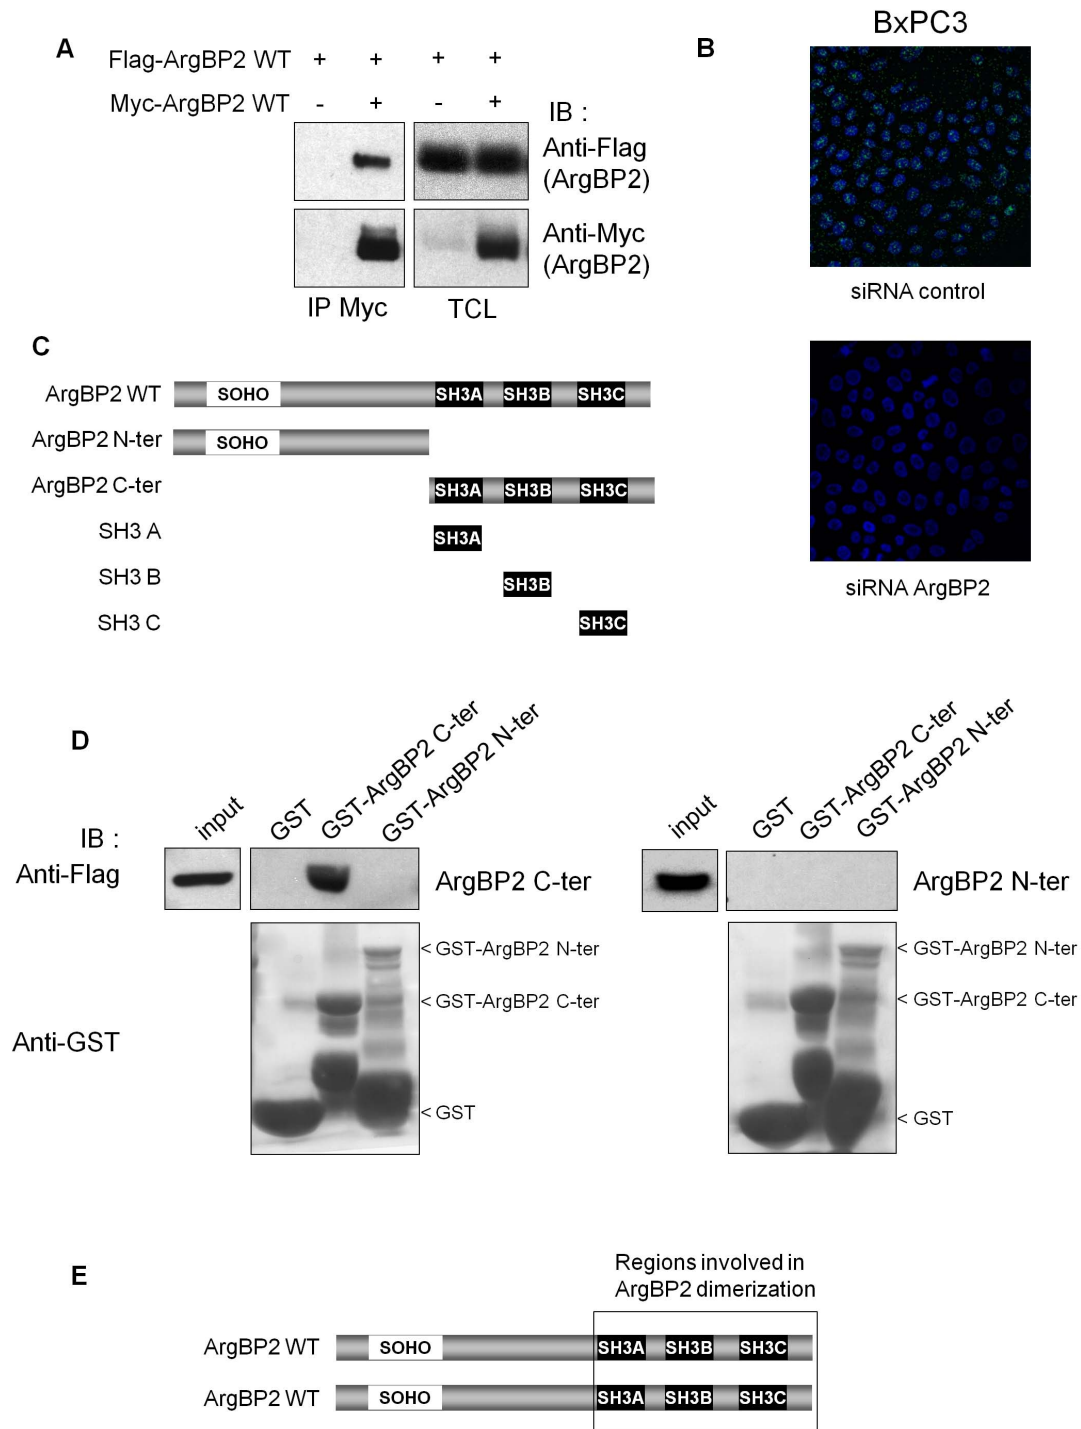 A
Flag-ArgBP2 WT + + + +
Myc-ArgBP2 WT - + - +
IB :
Anti-Flag
(ArgBP2)
Anti-Myc
(ArgBP2)
IP Myc TCL
B
BxPC3
siRNA control
siRNA ArgBP2
C
ArgBP2 WT SOHO SH3A SH3B SH3C
ArgBP2 N-ter SOHO
ArgBP2 C-ter SH3A SH3B SH3C
SH3 A SH3A
SH3 B SH3B
SH3 C SH3C
D
input GST GST-ArgBP2 C-ter GST-ArgBP2 N-ter
input GST GST-ArgBP2 C-ter GST-ArgBP2 N-ter
IB :
Anti-Flag ArgBP2 C-ter ArgBP2 N-ter
< GST-ArgBP2 N-ter < GST-ArgBP2 N-ter
< GST-ArgBP2 C-ter < GST-ArgBP2 C-ter
Anti-GST
< GST < GST
E
Regions involved in
ArgBP2 dimerization
ArgBP2 WT SOHO SH3A SH3B SH3C
ArgBP2 WT SOHO SH3A SH3B SH3C